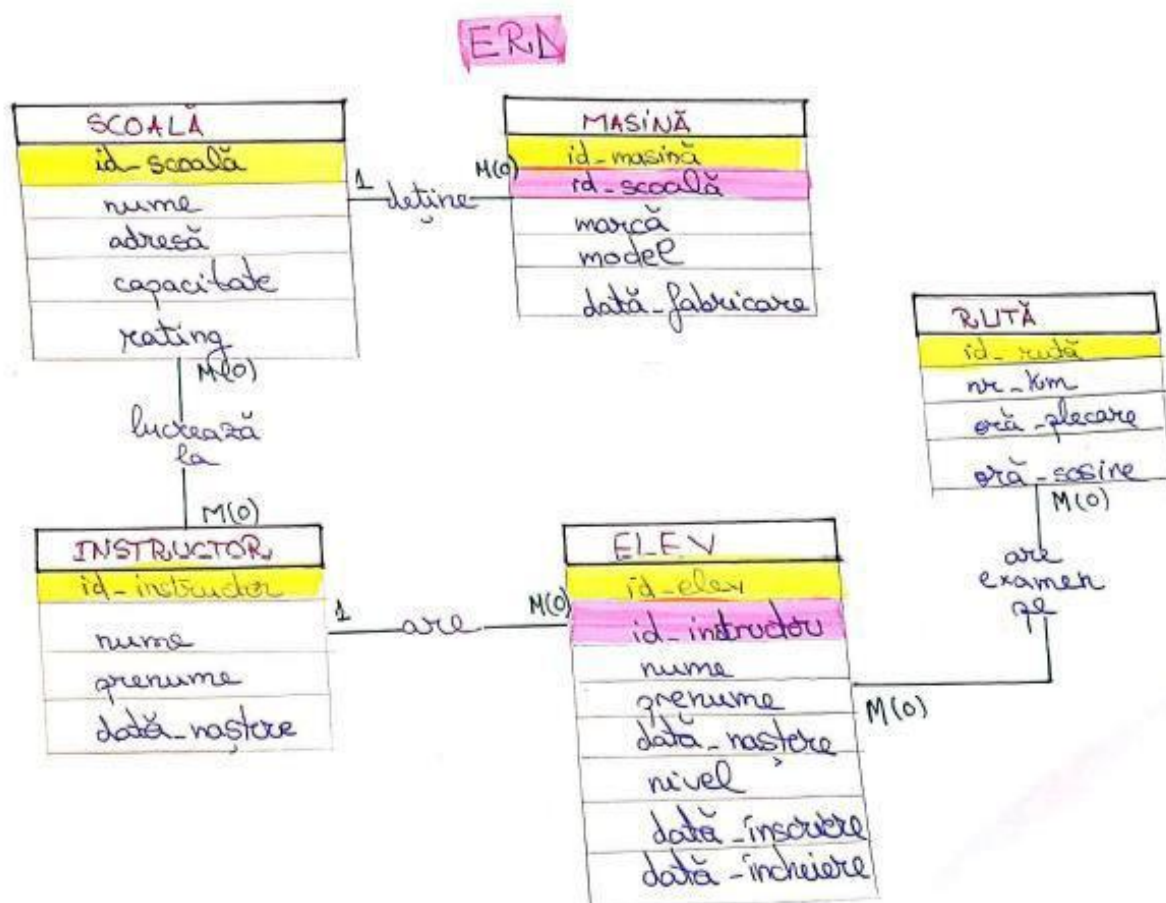 ERD
SCOALĂ
id_scoală
nume
adresă
capacitate
rating
1
deține
M(0)
MASINĂ
id_masină
id_scoală
marcă
model
dată_fabricare
M(0)
lucrează
la
M(0)
INSTRUCTOR
id_instructor
nume
prenume
dată_naștere
1
are
M(0)
ELEV
id_elev
id_instructor
nume
prenume
dată_naștere
nivel
dată_înscriere
dată_încheiere
RUTĂ
id_rută
nr_km
oră_plecare
oră_sosire
M(0)
are
examen
pe
M(0)